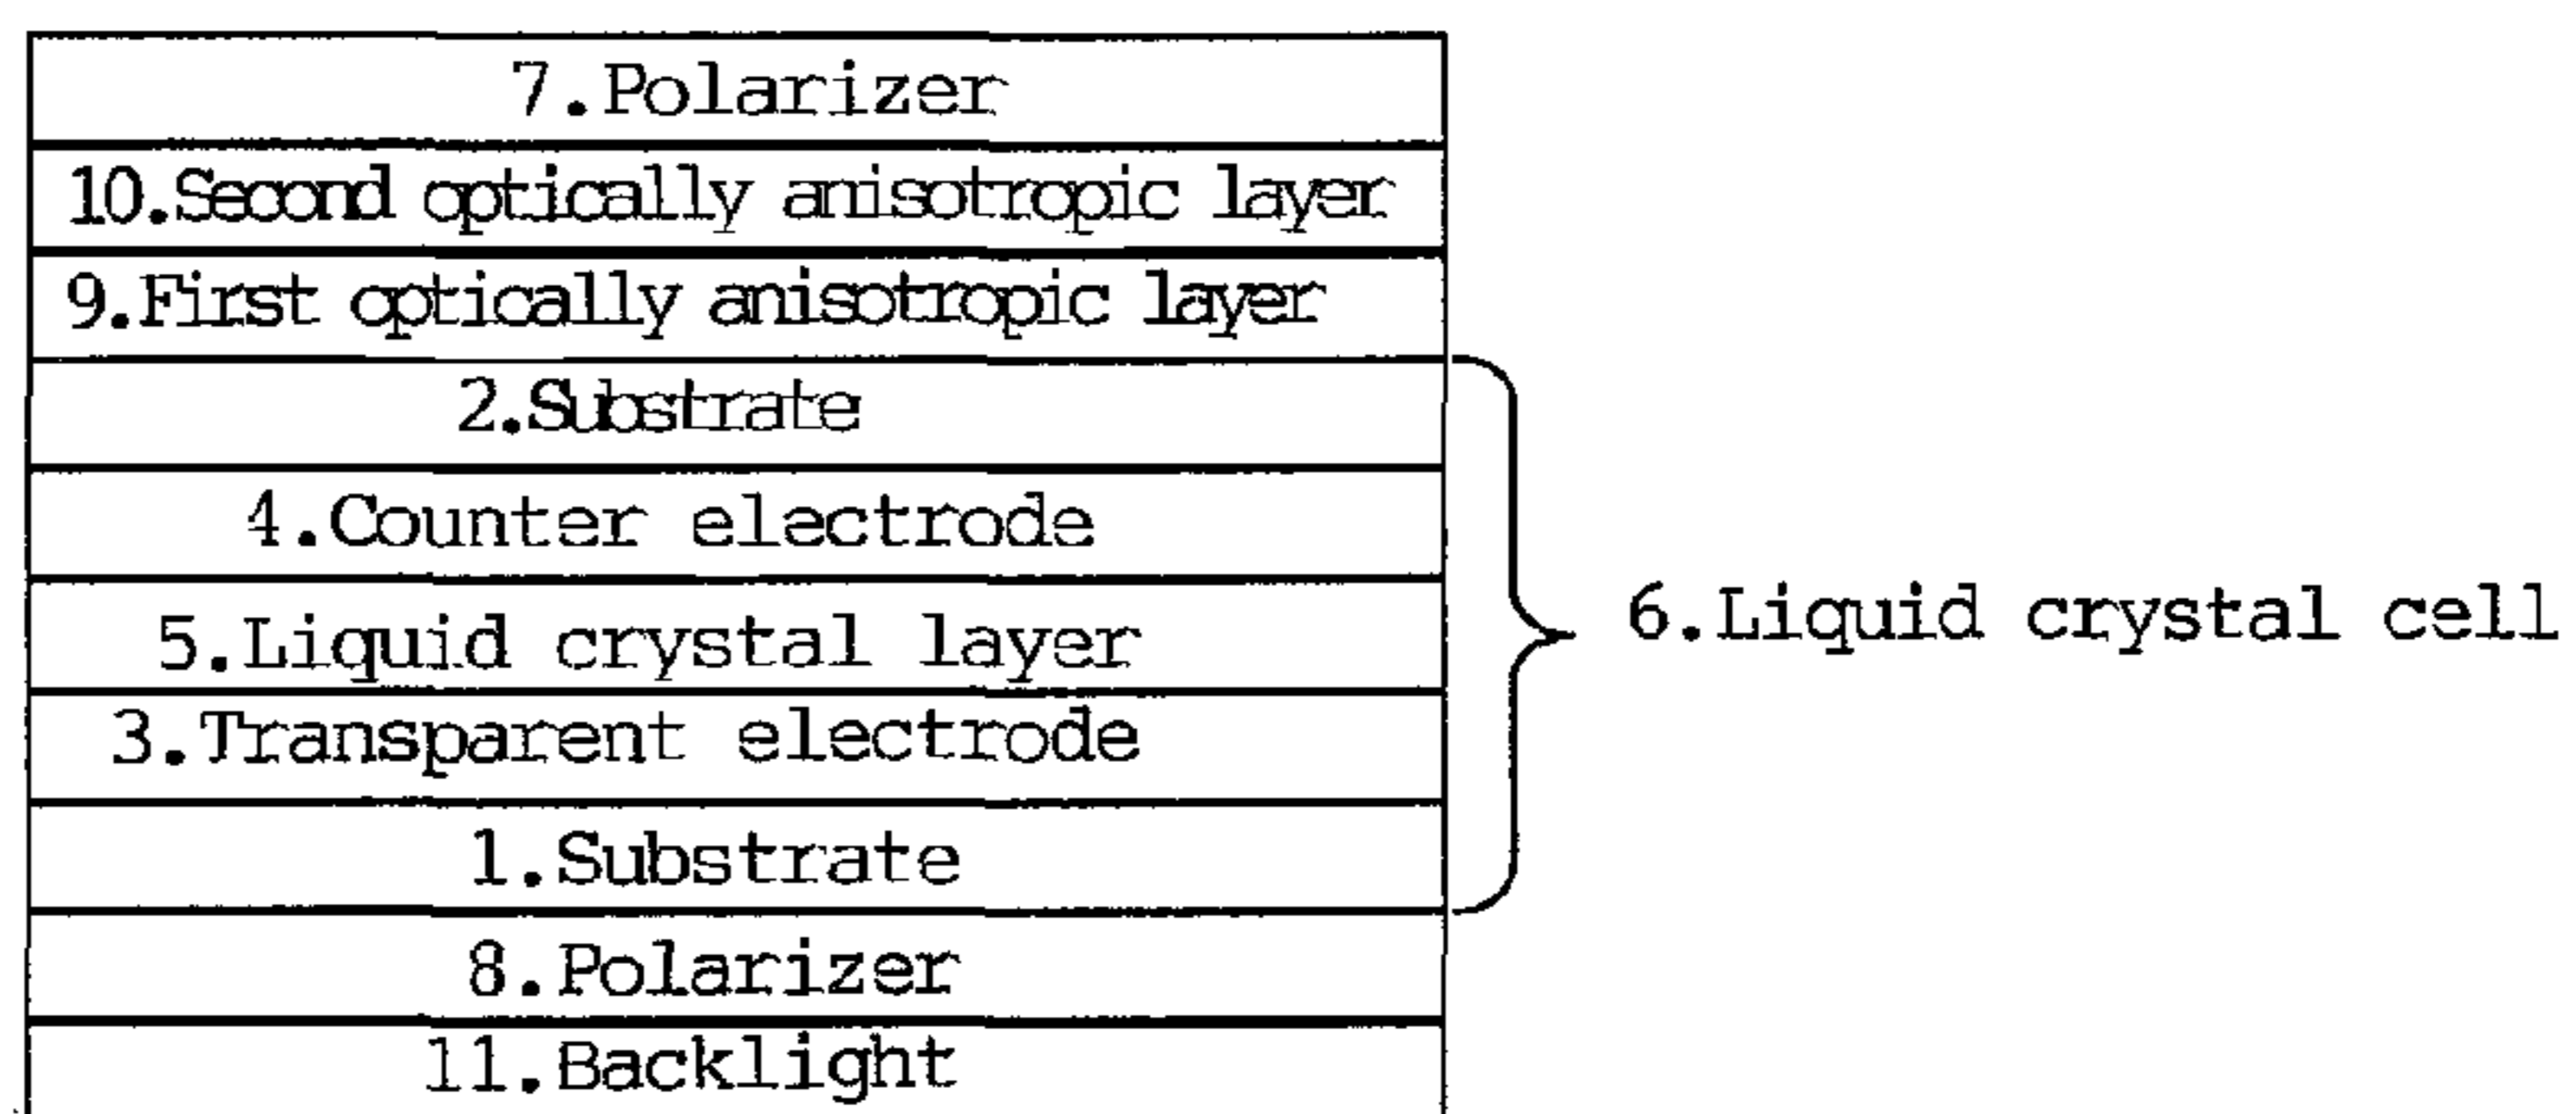 7.Polarizer
10.Second optically anisotropic layer
9.First optically anisotropic layer
2.Substrate
4.Counter electrode
5.Liquid crystal layer
6.Liquid crystal cell
3.Transparent electrode
1.Substrate
8.Polarizer
11.Backlight